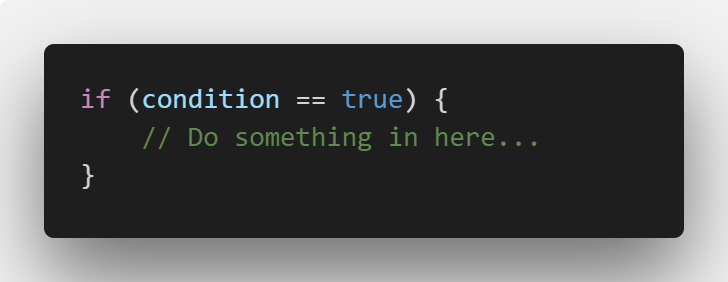 if (condition == true) {
    // Do something in here...
}